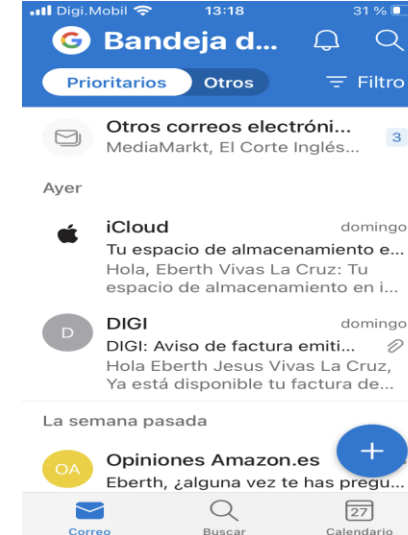 Digi.Mobil 13:18 31 %
G Bandeja d...
Prioritarios Otros Filtro
Otros correos electróni...
MediaMarkt, El Corte Inglés... 3
Ayer
iCloud domingo
Tu espacio de almacenamiento e...
Hola, Eberth Vivas La Cruz: Tu
espacio de almacenamiento en i...
D DIGI domingo
DIGI: Aviso de factura emiti...
Hola Eberth Jesus Vivas La Cruz,
Ya está disponible tu factura de...
La semana pasada
OA Opiniones Amazon.es
Eberth, ¿alguna vez te has pregu...
Correo Buscar 27 Calendario